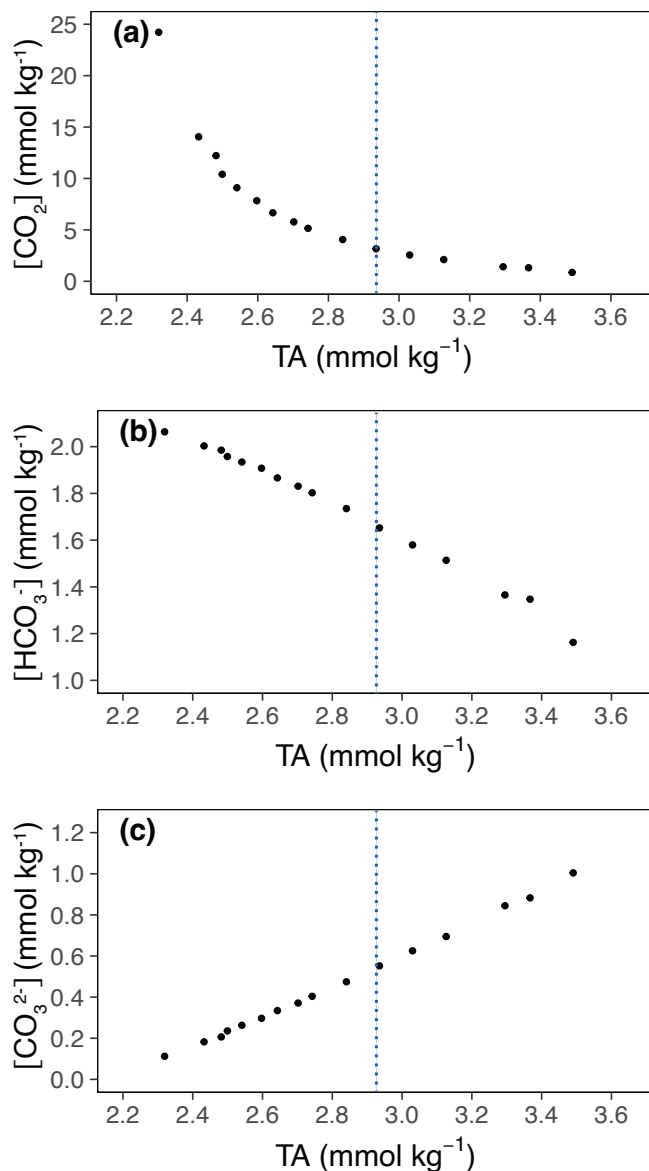 (a)
[CO₂] (mmol kg⁻¹)
25
20
15
10
5
0
2.2 2.4 2.6 2.8 3.0 3.2 3.4 3.6
TA (mmol kg⁻¹)
(b)
[HCO₃⁻] (mmol kg⁻¹)
2.0
1.8
1.6
1.4
1.2
1.0
2.2 2.4 2.6 2.8 3.0 3.2 3.4 3.6
TA (mmol kg⁻¹)
(c)
[CO₃²⁻] (mmol kg⁻¹)
1.2
1.0
0.8
0.6
0.4
0.2
0.0
2.2 2.4 2.6 2.8 3.0 3.2 3.4 3.6
TA (mmol kg⁻¹)